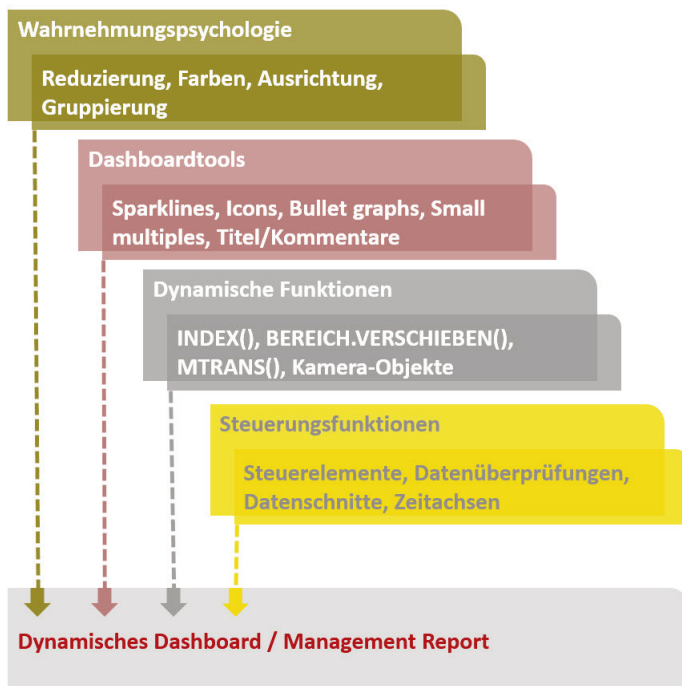 Wahrnehmungspsychologie
Reduzierung, Farben, Ausrichtung,
Gruppierung
Dashboardtools
Sparklines, Icons, Bullet graphs, Small
multiples, Titel/Kommentare
Dynamische Funktionen
INDEX(), BEREICH.VERSCHIEBEN(),
MTRANS(), Kamera-Objekte
Steuerungsfunktionen
Steuerelemente, Datenüberprüfungen,
Datenschnitte, Zeitachsen
Dynamisches Dashboard / Management Report